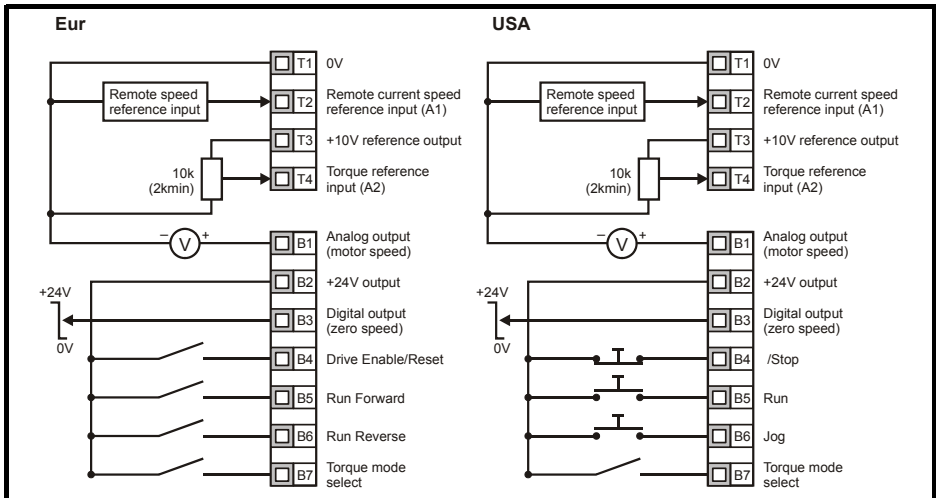 Eur
T1 0V
Remote speed
reference input
T2 Remote current speed
reference input (A1)
T3 +10V reference output
10k
(2kmin)
T4 Torque reference
input (A2)
− V +
B1 Analog output
(motor speed)
B2 +24V output
+24V
0V
B3 Digital output
(zero speed)
B4 Drive Enable/Reset
B5 Run Forward
B6 Run Reverse
B7 Torque mode
select
USA
T1 0V
Remote speed
reference input
T2 Remote current speed
reference input (A1)
T3 +10V reference output
10k
(2kmin)
T4 Torque reference
input (A2)
− V +
B1 Analog output
(motor speed)
B2 +24V output
+24V
0V
B3 Digital output
(zero speed)
B4 /Stop
B5 Run
B6 Jog
B7 Torque mode
select